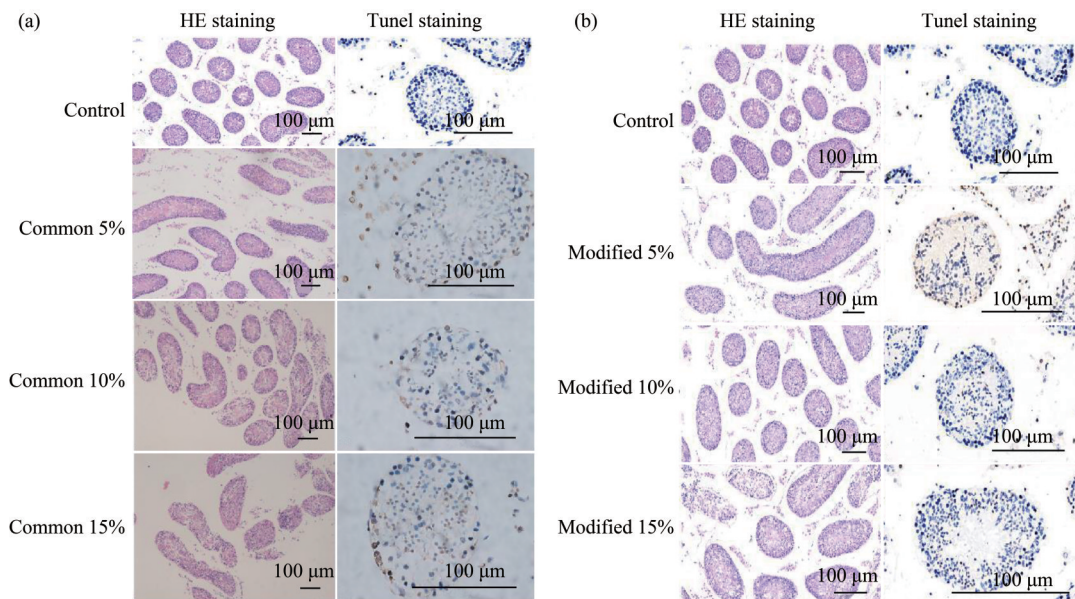 (a)
HE staining
Tunel staining
Control
100 µm
100 µm
Common 5%
100 µm
100 µm
Common 10%
100 µm
100 µm
Common 15%
100 µm
100 µm
(b)
HE staining
Tunel staining
Control
100 µm
100 µm
Modified 5%
100 µm
100 µm
Modified 10%
100 µm
100 µm
Modified 15%
100 µm
100 µm